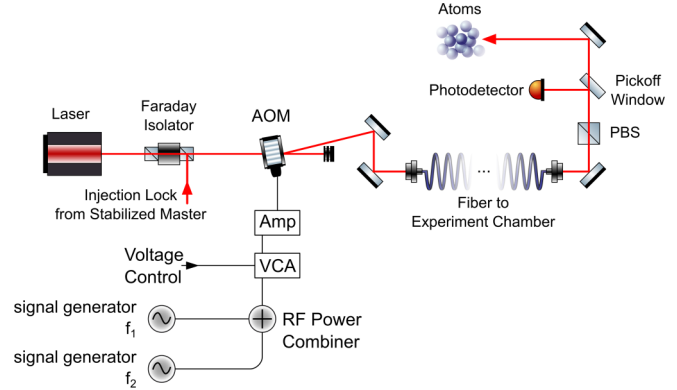 Atoms
Photodetector
Pickoff
Window
Laser
Faraday
Isolator
AOM
PBS
...
Injection Lock
from Stabilized Master
Fiber to
Experiment Chamber
Amp
Voltage
Control
VCA
signal generator
f1
RF Power
Combiner
signal generator
f2